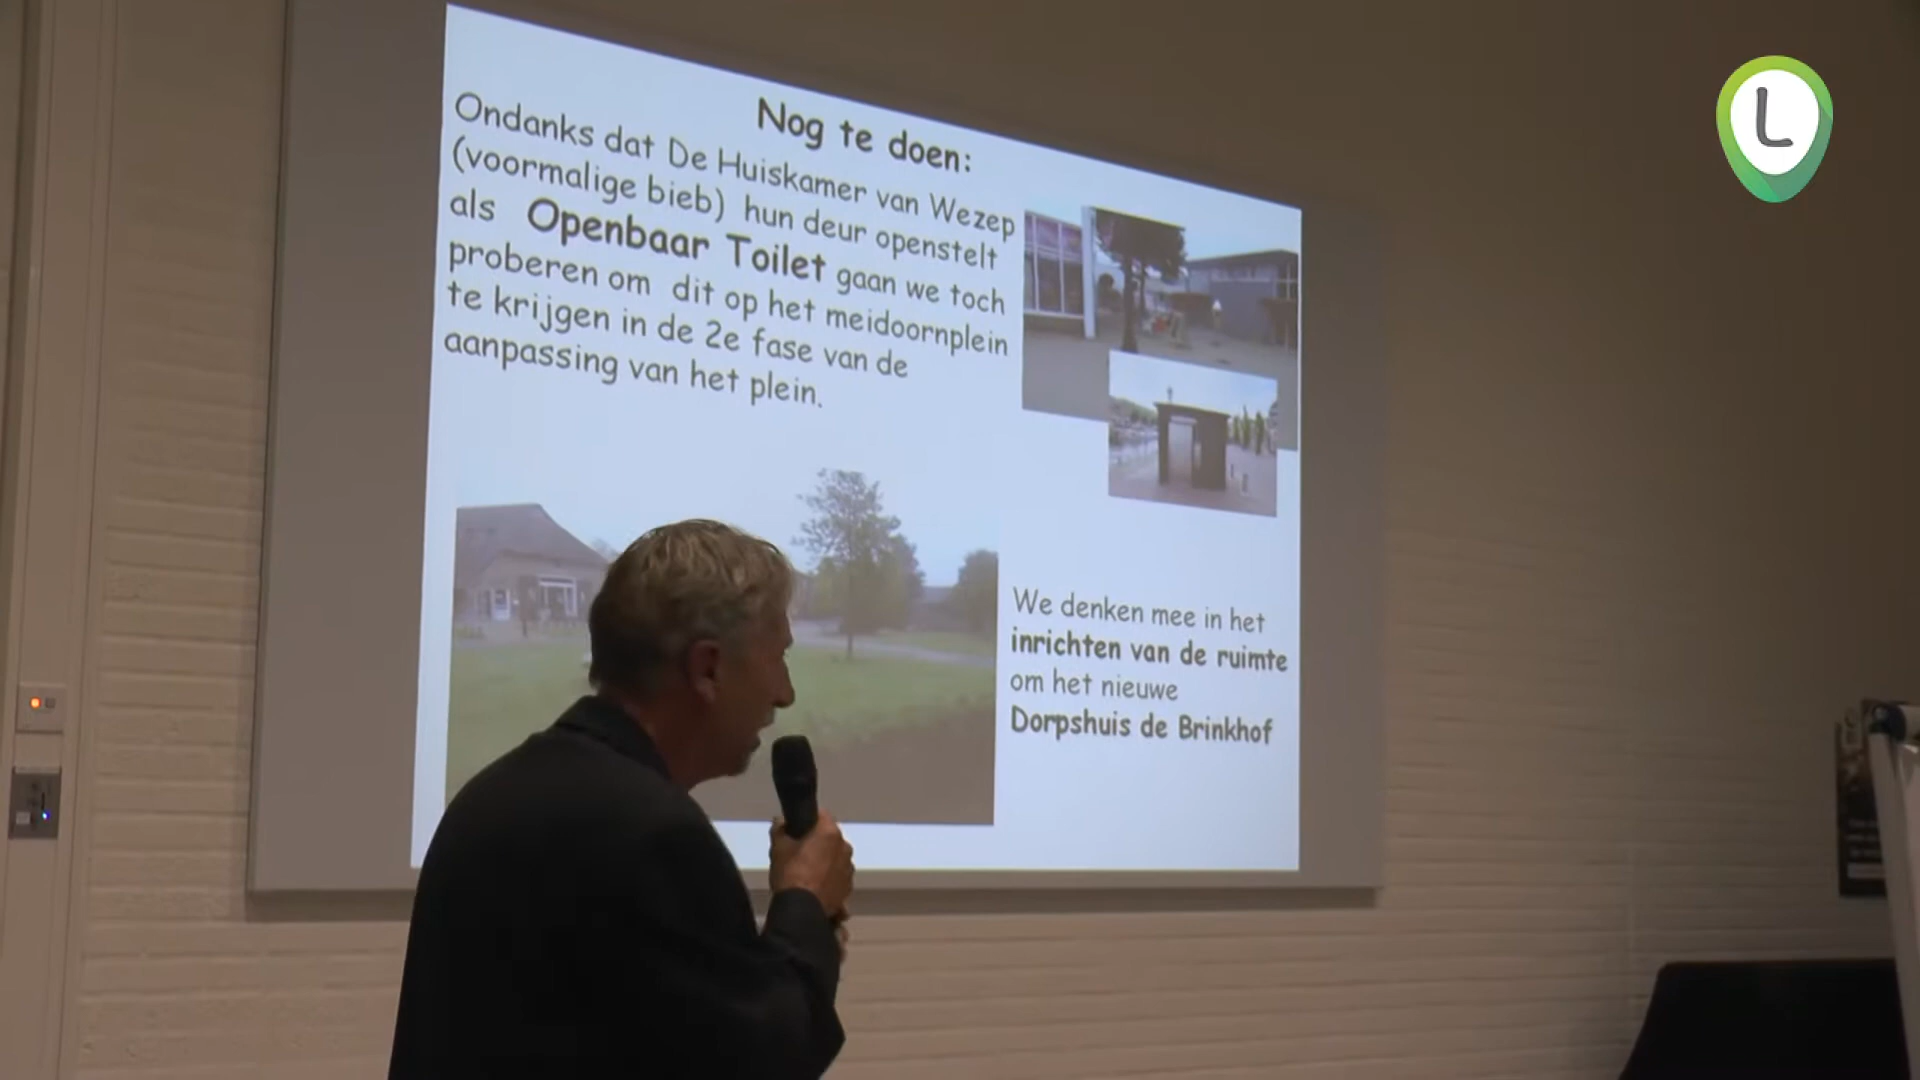 Nog te doen:
Ondanks dat De Huiskamer van Wezep
(voormalige bieb) hun deur openstelt
als Openbaar Toilet gaan we toch
proberen om dit op het meidoornplein
te krijgen in de 2e fase van de
aanpassing van het plein.
We denken mee in het
inrichten van de ruimte
om het nieuwe
Dorpshuis de Brinkhof
L